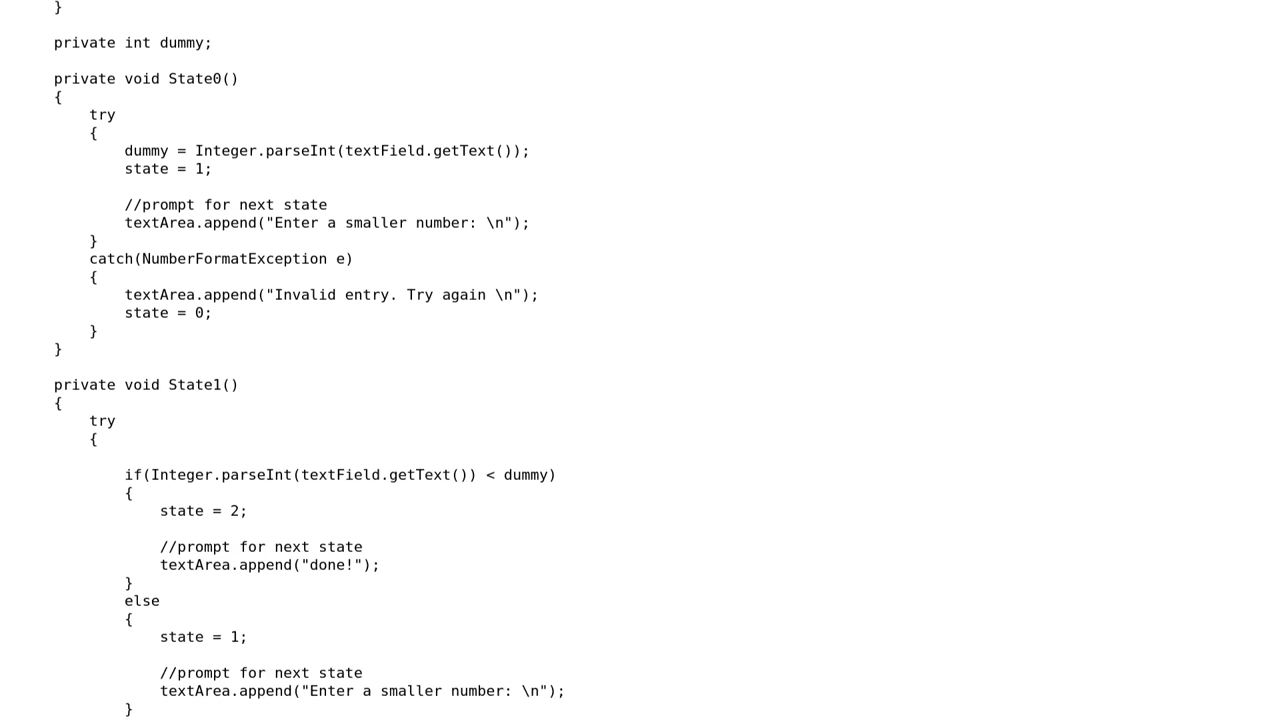 }
private int dummy;
private void State0()
{
try
{
dummy = Integer.parseInt(textField.getText());
state = 1;
//prompt for next state
textArea.append("Enter a smaller number: \n");
}
catch(NumberFormatException e)
{
textArea.append("Invalid entry. Try again \n");
state = 0;
}
}
private void State1()
{
try
{
if(Integer.parseInt(textField.getText()) < dummy)
{
state = 2;
//prompt for next state
textArea.append("done!");
}
else
{
state = 1;
//prompt for next state
textArea.append("Enter a smaller number: \n");
}